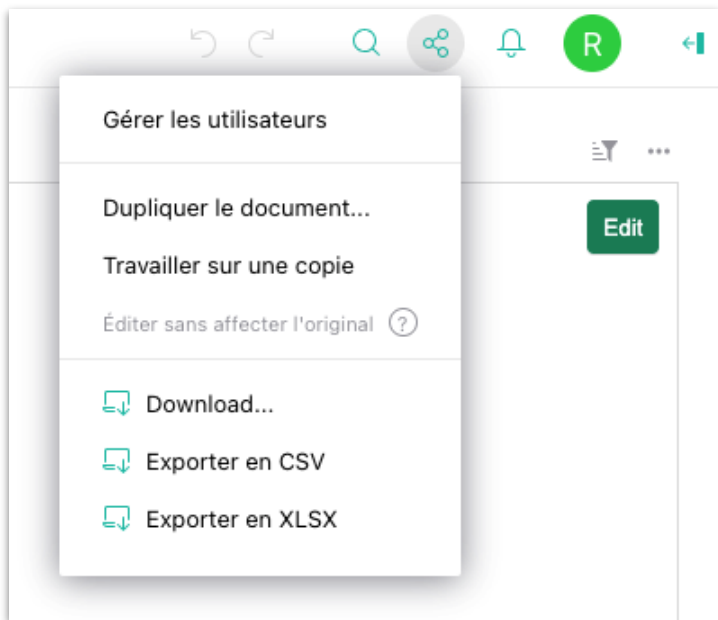 R
Gérer les utilisateurs
Dupliquer le document...
Edit
Travailler sur une copie
Éditer sans affecter l'original ?
Download...
Exporter en CSV
Exporter en XLSX